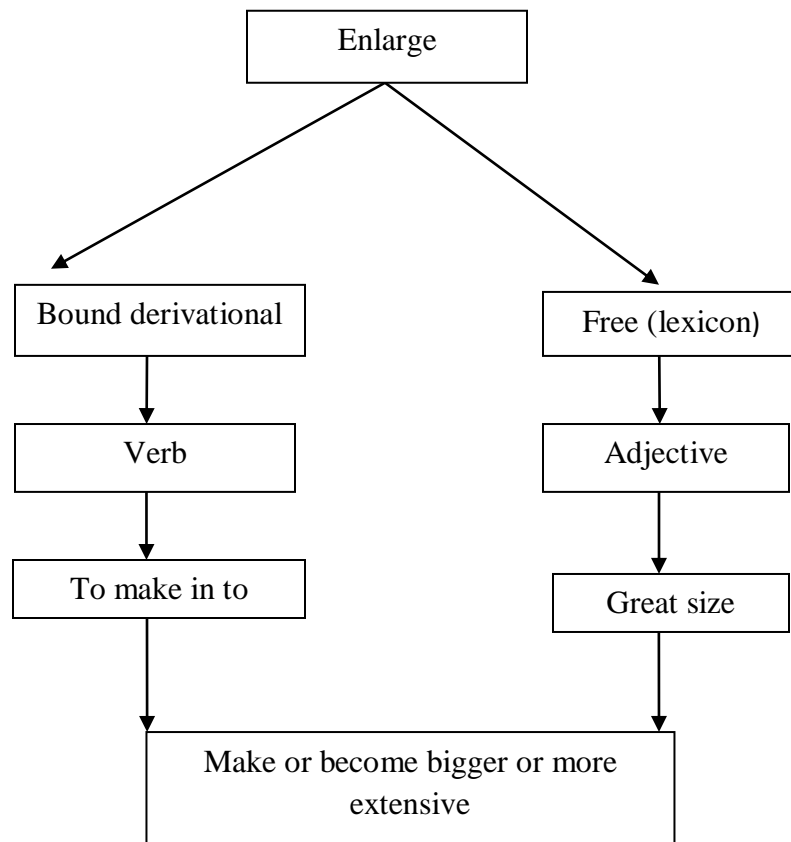 Enlarge
Bound derivational
Free (lexicon)
Verb
Adjective
To make in to
Great size
Make or become bigger or more
extensive